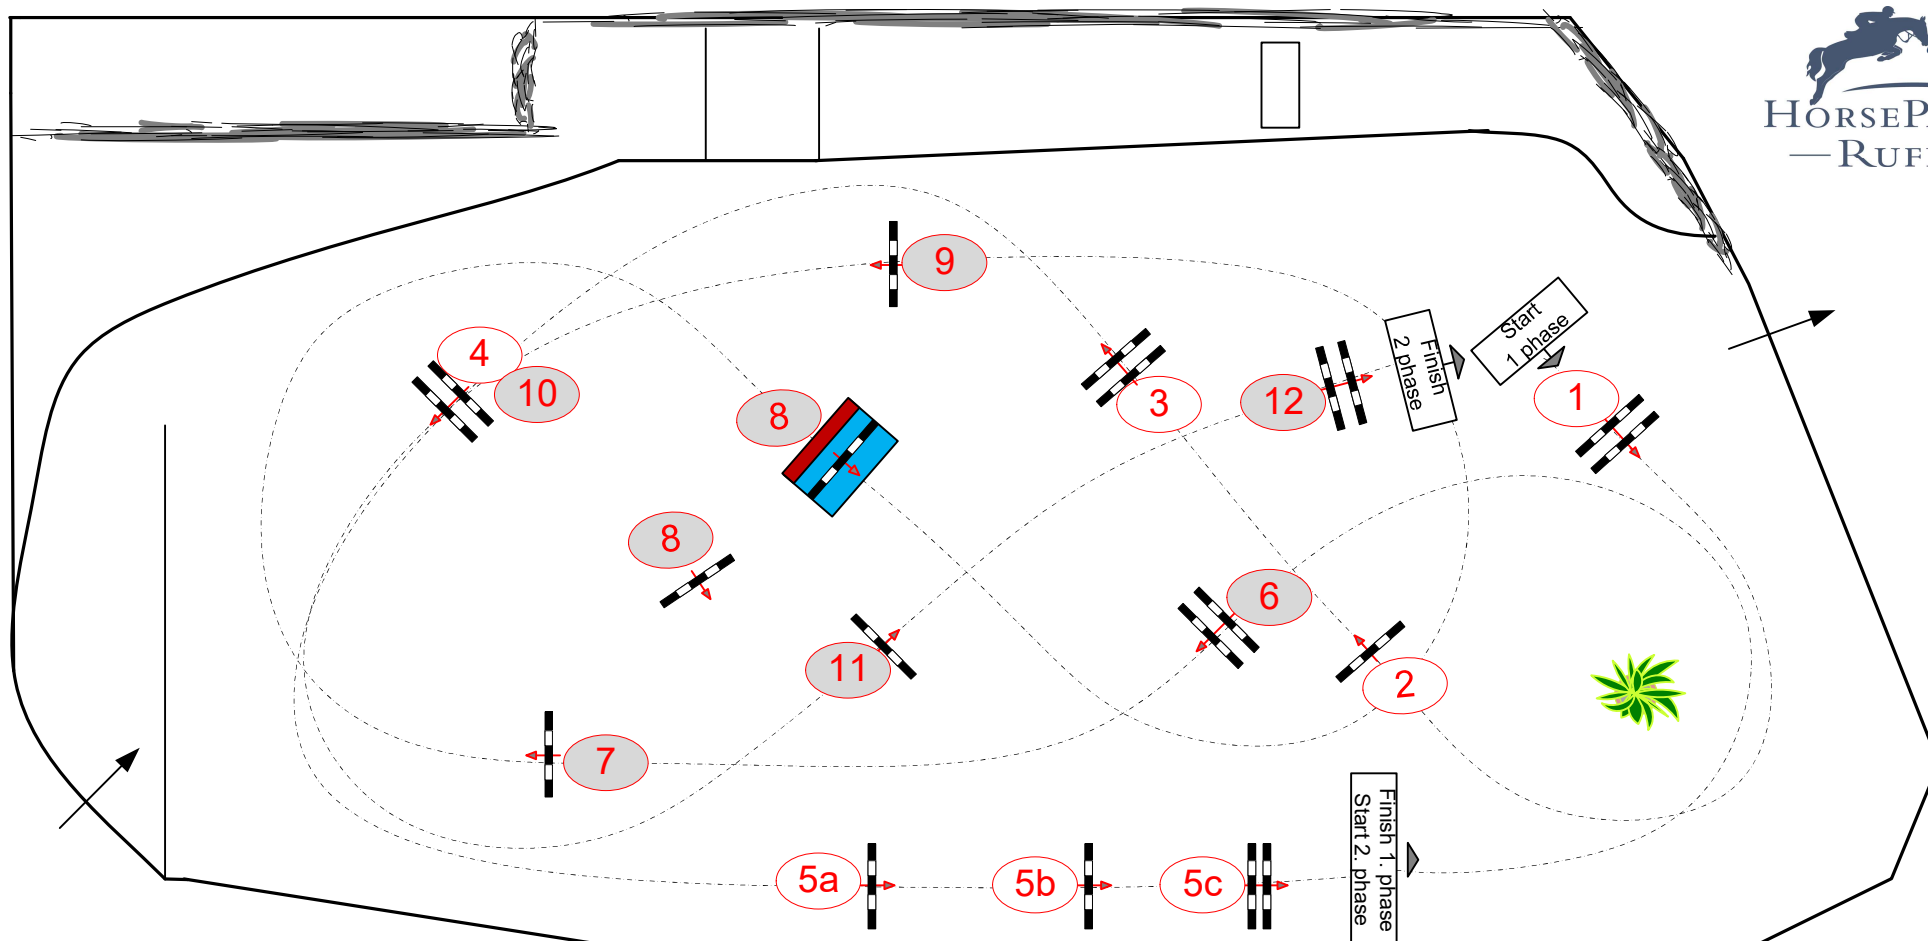 HORSEP
— RUF
9
Start
1 phase
Finish
2 phase
4
10
8
3
12
1
8
6
11
2
7
Finish 1. phase
Start 2. phase
5a
5b
5c